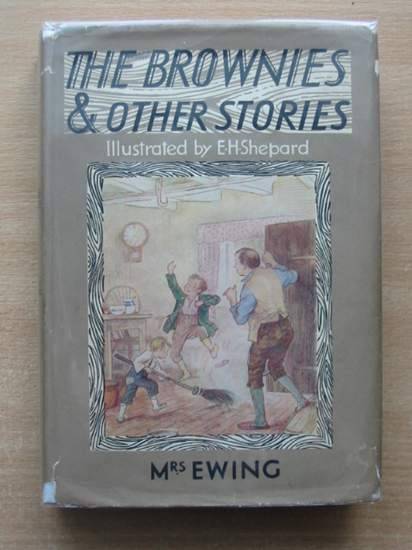 THE BROWNIES
& OTHER STORIES
Illustrated by E·H·Shepard
MRS EWING